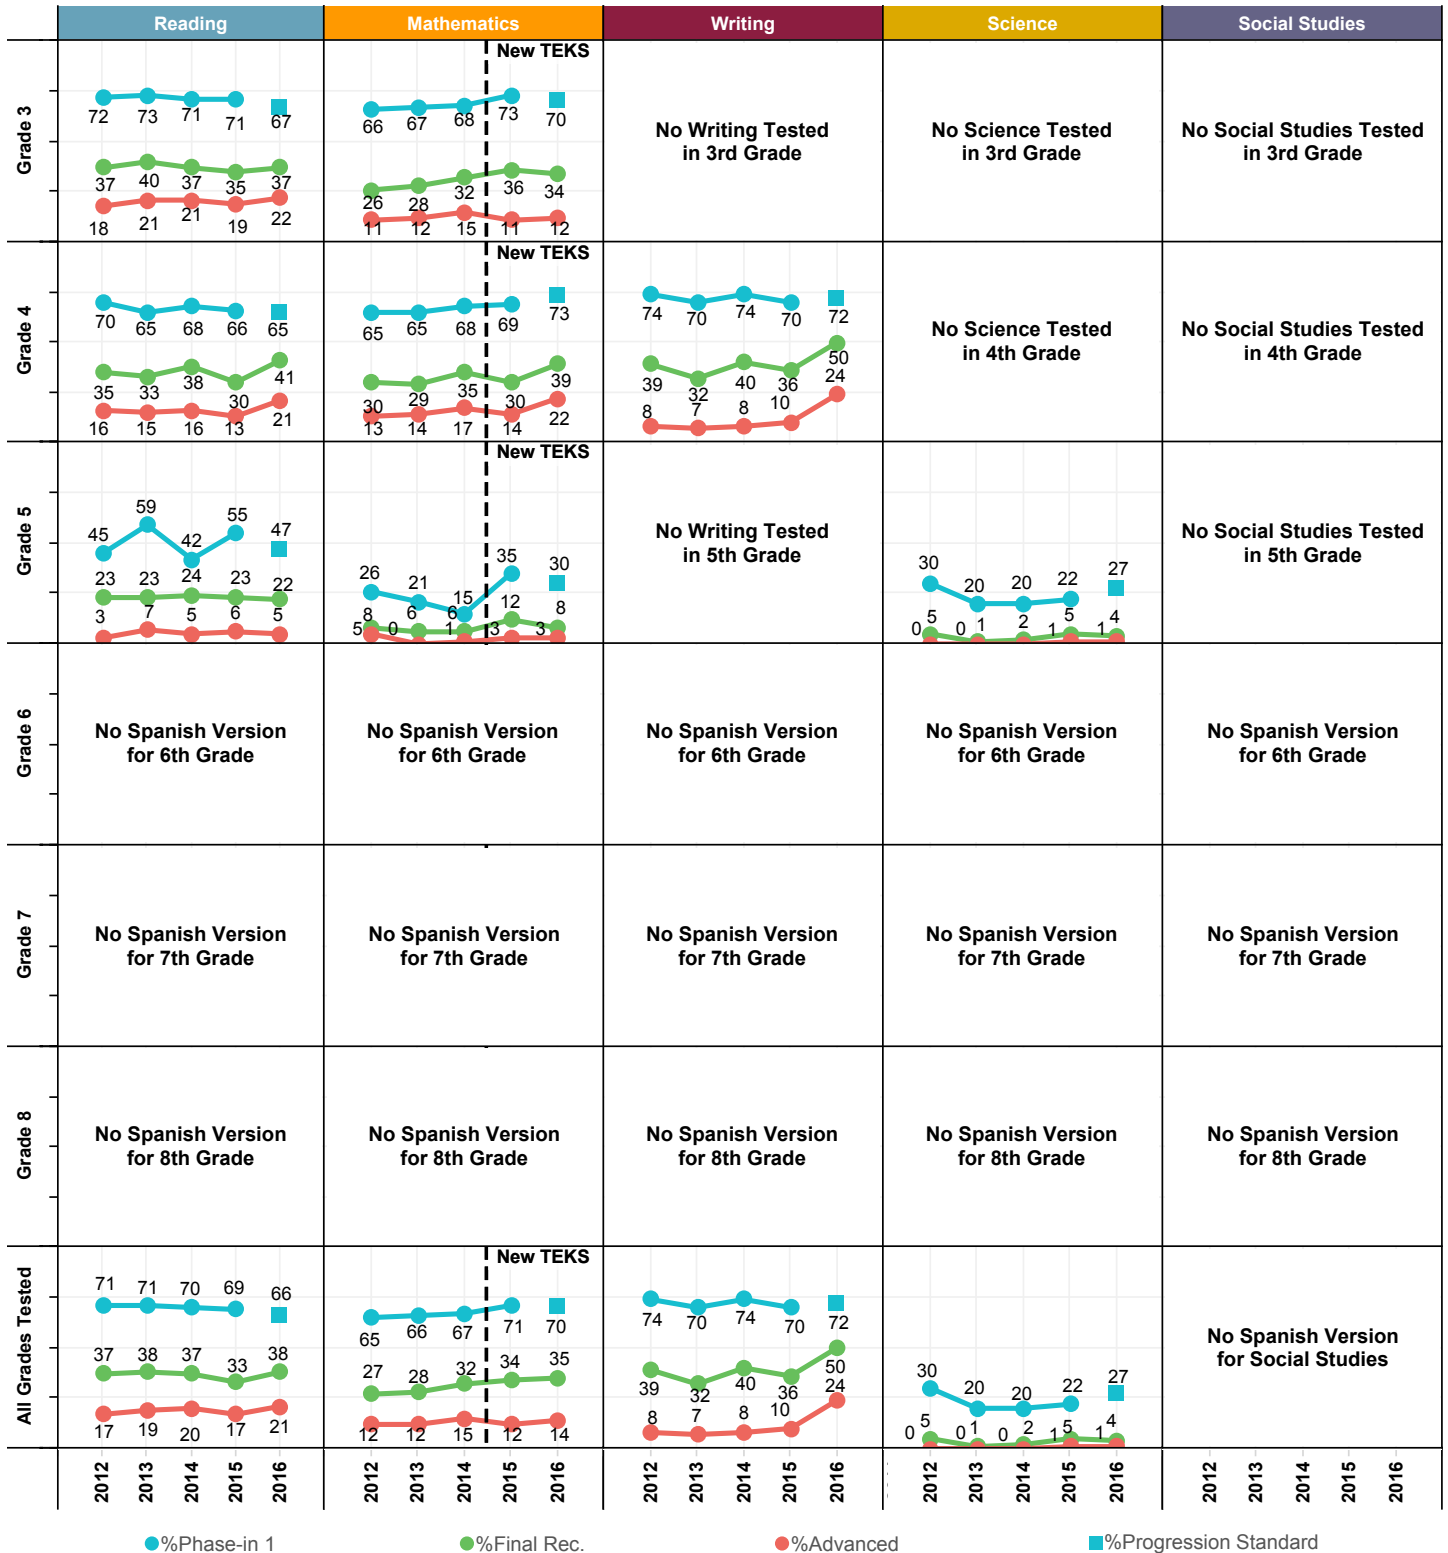 Reading Mathematics Writing Science Social Studies
Grade 3
72 73 71 71 67
37 40 37 35 37
18 21 21 19 22
New TEKS
66 67 68 73 70
26 28 32 36 34
11 12 15 11 12
No Writing Tested
in 3rd Grade
No Science Tested
in 3rd Grade
No Social Studies Tested
in 3rd Grade
Grade 4
70 65 68 66 65
35 33 38 30 41
16 15 16 13 21
New TEKS
65 65 68 69 73
30 29 35 30 39
13 14 17 14 22
74 70 74 70 72
39 32 40 36 50
8 7 8 10 24
No Science Tested
in 4th Grade
No Social Studies Tested
in 4th Grade
Grade 5
45 59 42 55 47
23 23 24 23 22
3 7 5 6 5
New TEKS
26 21 15 35 30
8 6 6 12 8
5 0 1 3 3
No Writing Tested
in 5th Grade
30 20 20 22 27
5 1 2 5 4
0 0 1 1
No Social Studies Tested
in 5th Grade
Grade 6
No Spanish Version
for 6th Grade
No Spanish Version
for 6th Grade
No Spanish Version
for 6th Grade
No Spanish Version
for 6th Grade
No Spanish Version
for 6th Grade
Grade 7
No Spanish Version
for 7th Grade
No Spanish Version
for 7th Grade
No Spanish Version
for 7th Grade
No Spanish Version
for 7th Grade
No Spanish Version
for 7th Grade
Grade 8
No Spanish Version
for 8th Grade
No Spanish Version
for 8th Grade
No Spanish Version
for 8th Grade
No Spanish Version
for 8th Grade
No Spanish Version
for 8th Grade
All Grades Tested
71 71 70 69 66
37 38 37 33 38
17 19 20 17 21
New TEKS
65 66 67 71 70
27 28 32 34 35
12 12 15 12 14
74 70 74 70 72
39 32 40 36 50
8 7 8 10 24
30 20 20 22 27
5 1 2 5 4
0 0 0 1 1
No Spanish Version
for Social Studies
2012 2013 2014 2015 2016
2012 2013 2014 2015 2016
2012 2013 2014 2015 2016
2012 2013 2014 2015 2016
2012 2013 2014 2015 2016
%Phase-in 1 %Final Rec. %Advanced %Progression Standard